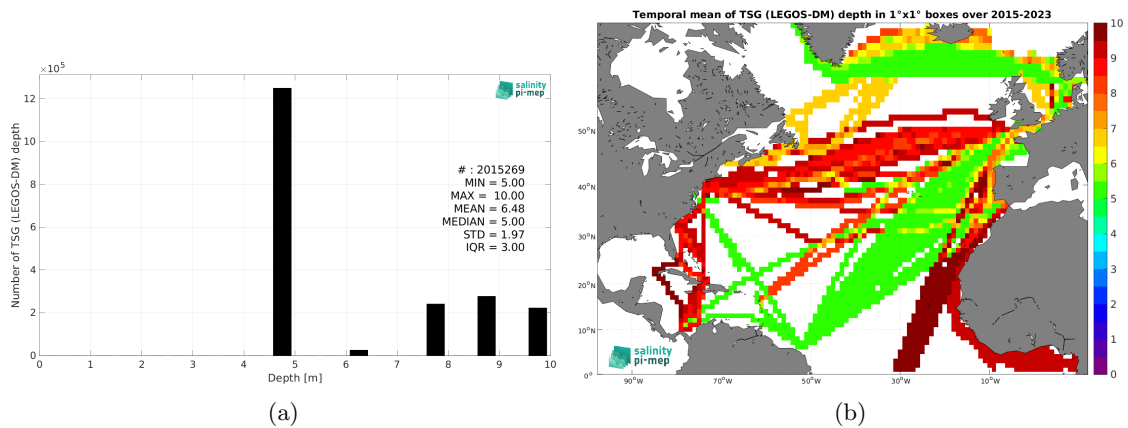 ×10⁵
12
10
8
6
4
2
0
Number of TSG (LEGOS-DM) depth
0 1 2 3 4 5 6 7 8 9 10
Depth [m]
salinity
pi-mep
# : 2015269
MIN = 5.00
MAX = 10.00
MEAN = 6.48
MEDIAN = 5.00
STD = 1.97
IQR = 3.00
(a)
Temporal mean of TSG (LEGOS-DM) depth in 1°x1° boxes over 2015-2023
50°N
40°N
30°N
20°N
10°N
0°
90°W 70°W 50°W 30°W 10°W
salinity
pi-mep
10
9
8
7
6
5
4
3
2
1
0
(b)